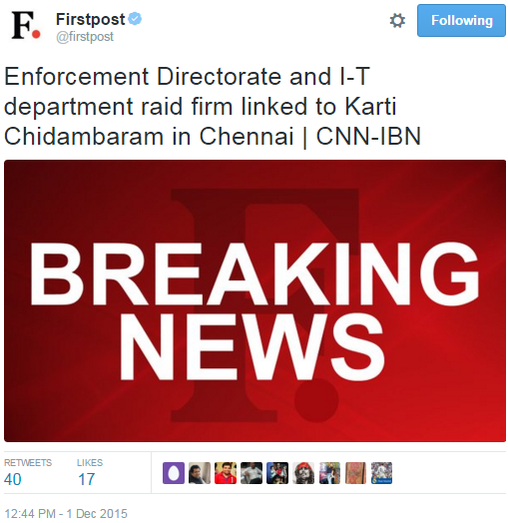 F.
Firstpost
@firstpost
Following
Enforcement Directorate and I-T
department raid firm linked to Karti
Chidambaram in Chennai | CNN-IBN
F.
BREAKING
NEWS
RETWEETS
40
LIKES
17
12:44 PM - 1 Dec 2015